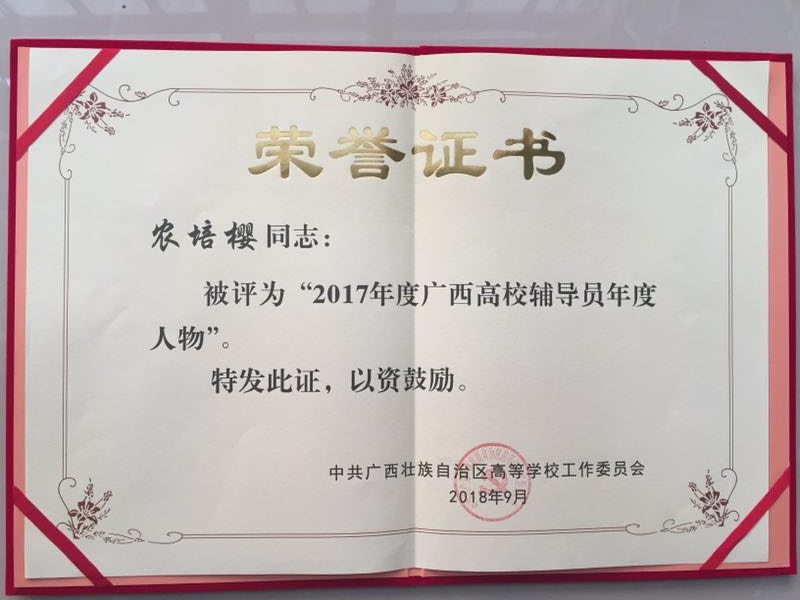 荣誉证书
农培樱同志：
被评为“2017年度广西高校辅导员年度
人物”。
特发此证，以资鼓励。
中共广西壮族自治区高等学校工作委员会
2018年9月